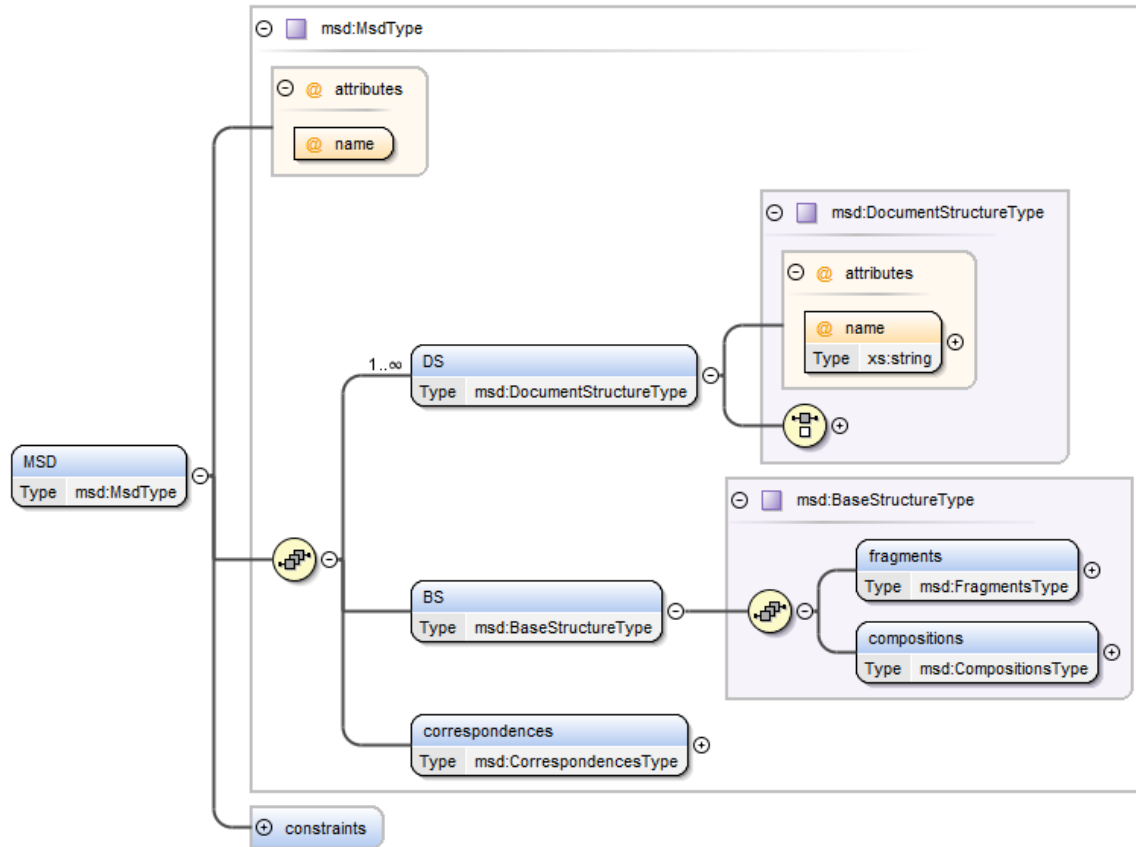 msd:MsdType
@ attributes
@ name
msd:DocumentStructureType
@ attributes
@ name
Type xs:string
1..∞
DS
Type msd:DocumentStructureType
MSD
Type msd:MsdType
msd:BaseStructureType
fragments
Type msd:FragmentsType
BS
Type msd:BaseStructureType
compositions
Type msd:CompositionsType
correspondences
Type msd:CorrespondencesType
constraints